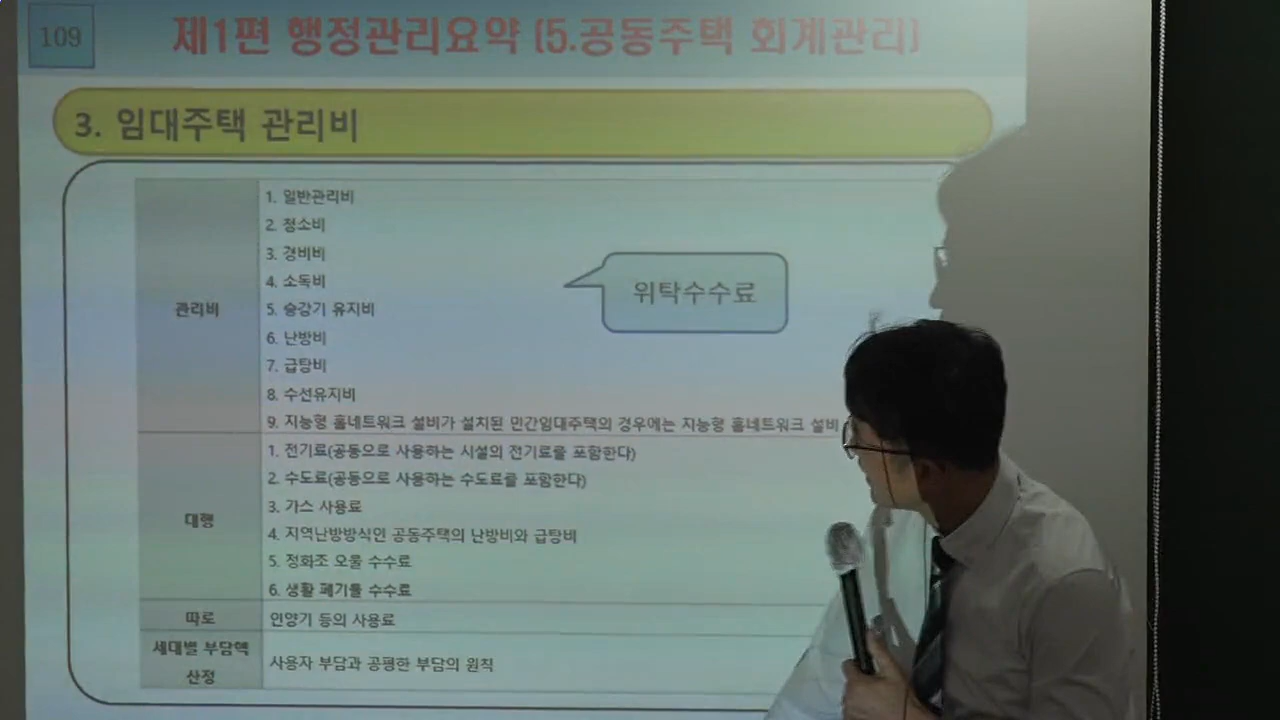 109
제1편 행정관리요약 (5.공동주택 회계관리)
3. 임대주택 관리비
관리비
1. 일반관리비
2. 청소비
3. 경비비
4. 소독비
5. 승강기 유지비
6. 난방비
7. 급탕비
8. 수선유지비
9. 지능형 홈네트워크 설비가 설치된 민간임대주택의 경우에는 지능형 홈네트워크 설비
위탁수수료
대행
1. 전기료(공동으로 사용하는 시설의 전기료를 포함한다)
2. 수도료(공동으로 사용하는 수도료를 포함한다)
3. 가스 사용료
4. 지역난방방식인 공동주택의 난방비와 급탕비
5. 정화조 오물 수수료
6. 생활 폐기물 수수료
따로
인양기 등의 사용료
세대별 부담액
산정
사용자 부담과 공평한 부담의 원칙